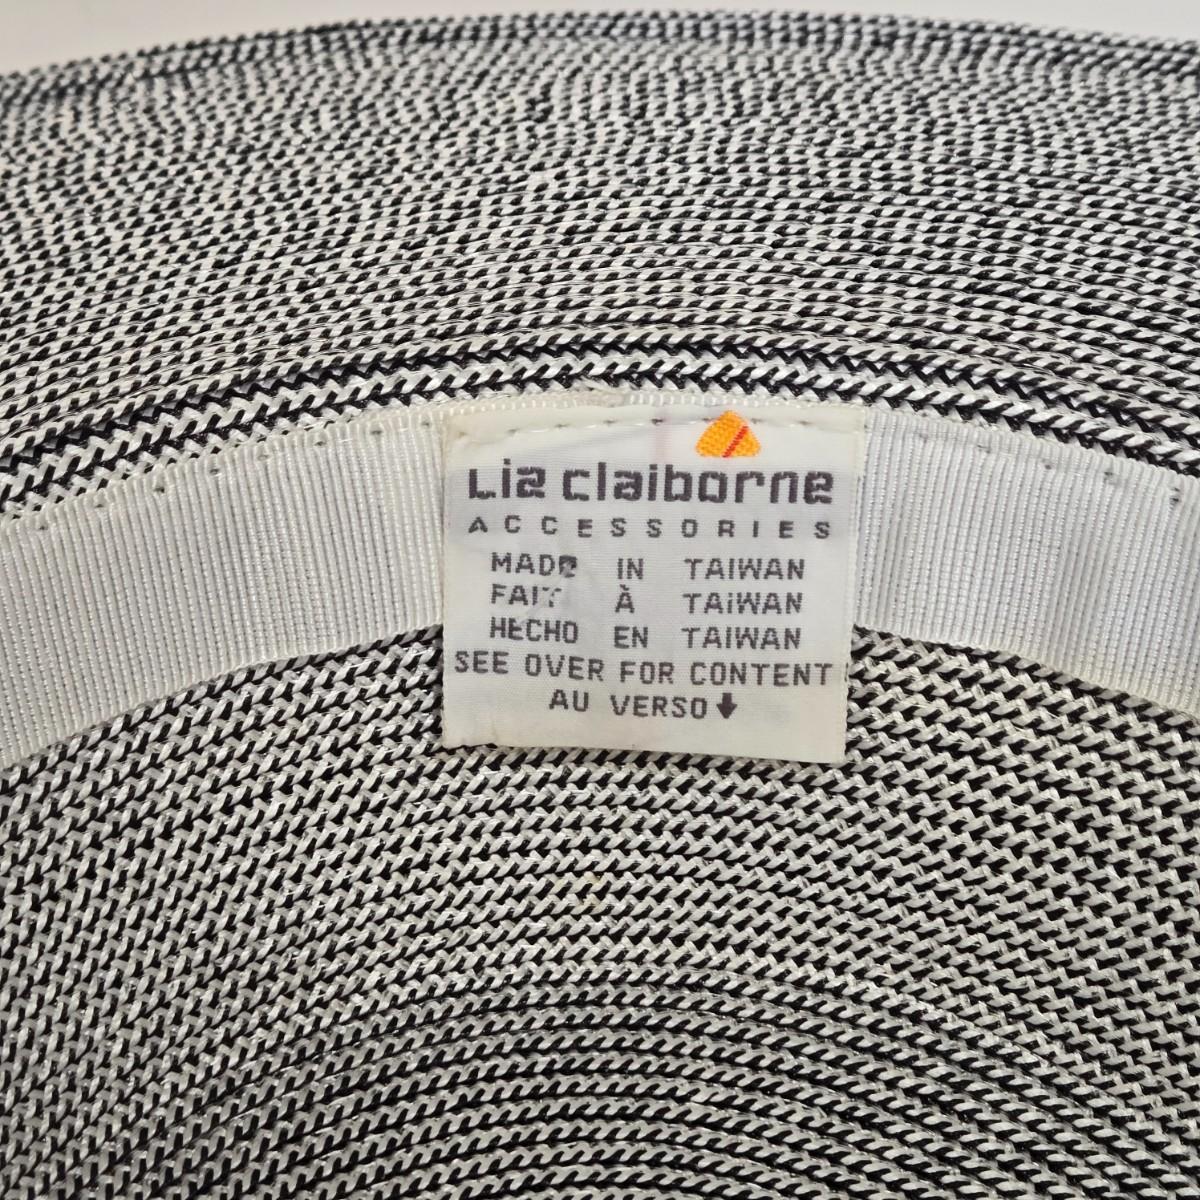 Liz claiborne
ACCESSORIES
MADE IN TAIWAN
FAIT À TAIWAN
HECHO EN TAIWAN
SEE OVER FOR CONTENT
AU VERSO↓